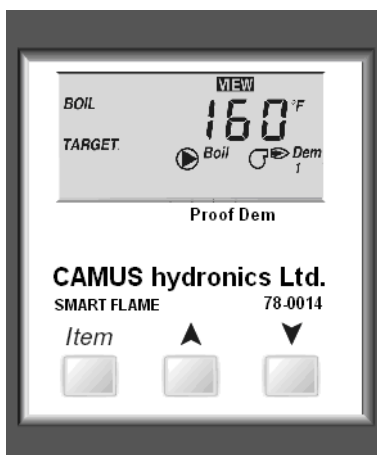 VIEW
BOIL 160°F
TARGET
Boil Dem
1
Proof Dem
CAMUS hydronics Ltd.
SMART FLAME 78-0014
Item